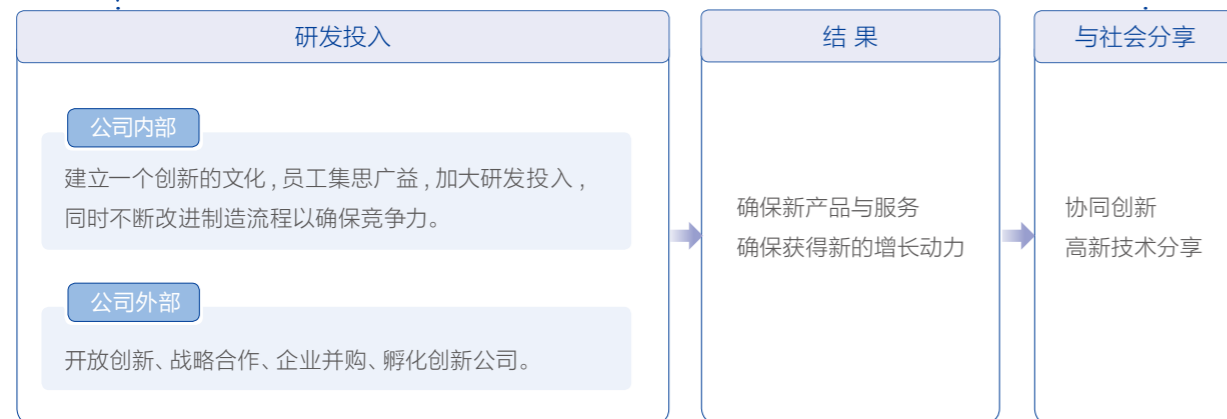 研发投入
公司内部
建立一个创新的文化,员工集思广益,加大研发投入,
同时不断改进制造流程以确保竞争力。
公司外部
开放创新、战略合作、企业并购、孵化创新公司。
结 果
确保新产品与服务
确保获得新的增长动力
与社会分享
协同创新
高新技术分享